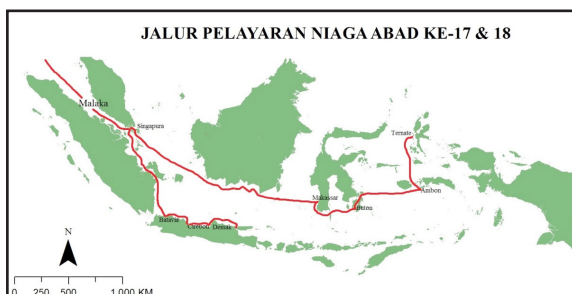 JALUR PELAYARAN NIAGA ABAD KE-17 & 18
Malaka
Singapura
Ternate
Makassar
Ambon
Buton
Batavia
Cirebon
Demak
N
0 250 500 1.000 KM